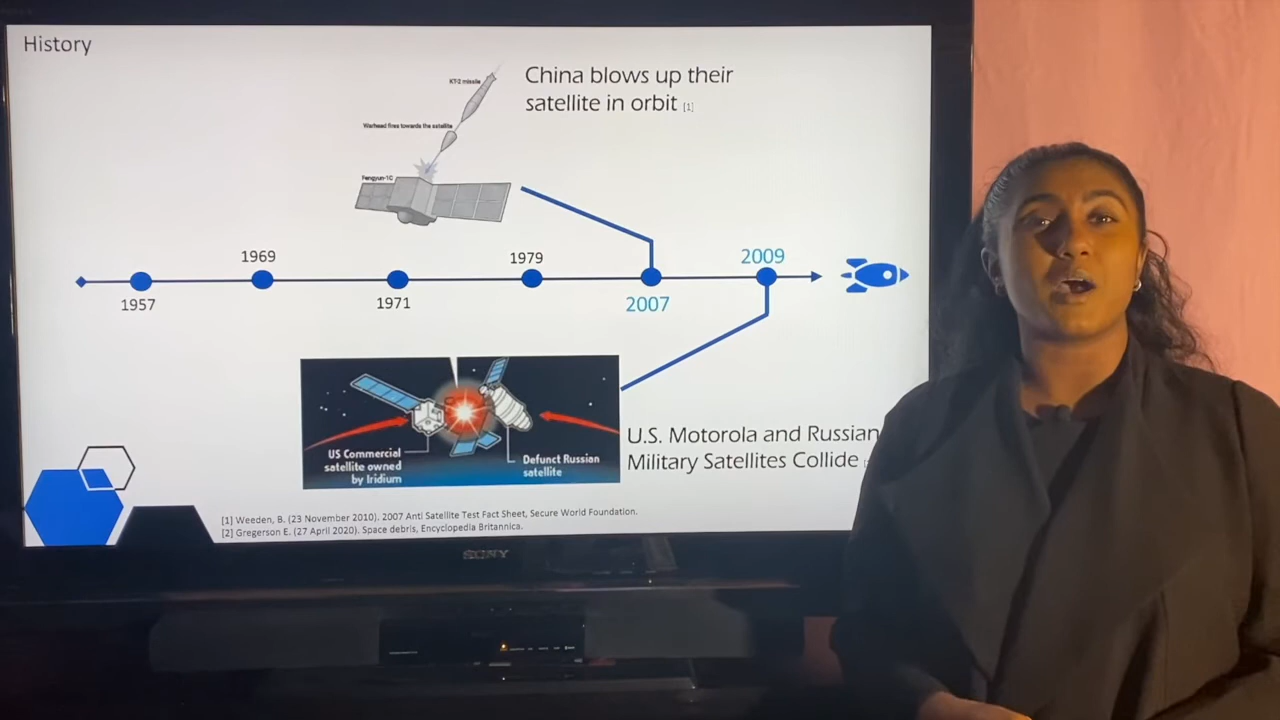 History
KT-2 missile
China blows up their
satellite in orbit [1]
Warhead fires towards the satellite
Fengyun-1C
1957
1969
1971
1979
2007
2009
US Commercial
satellite owned
by Iridium
Defunct Russian
satellite
U.S. Motorola and Russian
Military Satellites Collide
[1] Weeden, B. (23 November 2010). 2007 Anti Satellite Test Fact Sheet, Secure World Foundation.
[2] Gregerson E. (27 April 2020). Space debris, Encyclopedia Britannica.
SONY